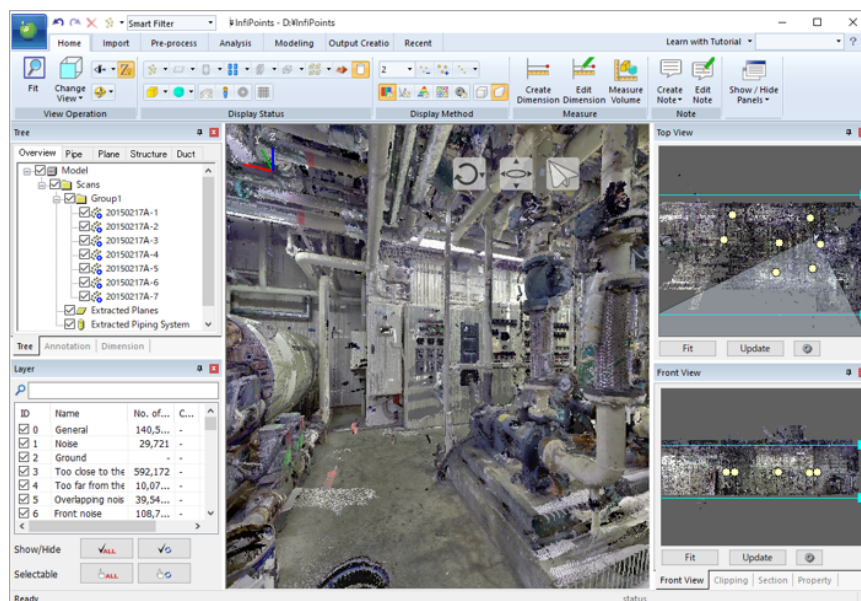 Smart Filter
InfiPoints - D:¥InfiPoints
Home Import Pre-process Analysis Modeling Output Creatio Recent
Learn with Tutorial
Fit
Change View
2
Create Dimension
Edit Dimension
Measure Volume
Create Note
Edit Note
Show / Hide Panels
View Operation
Display Status
Display Method
Measure
Note
Tree
Overview Pipe Plane Structure Duct
Model
Scans
Group1
20150217A-1
20150217A-2
20150217A-3
20150217A-4
20150217A-5
20150217A-6
20150217A-7
Extracted Planes
Extracted Piping System
Tree Annotation Dimension
Layer
ID Name No. of... C...
0 General 140,5... -
1 Noise 29,721 -
2 Ground - -
3 Too close to the 592,172 -
4 Too far from the 10,07... -
5 Overlapping nois 39,54... -
6 Front noise 108,7... -
Show/Hide ALL
Selectable ALL
Ready
status
Top View
Fit Update
Front View
Fit Update
Front View Clipping Section Property